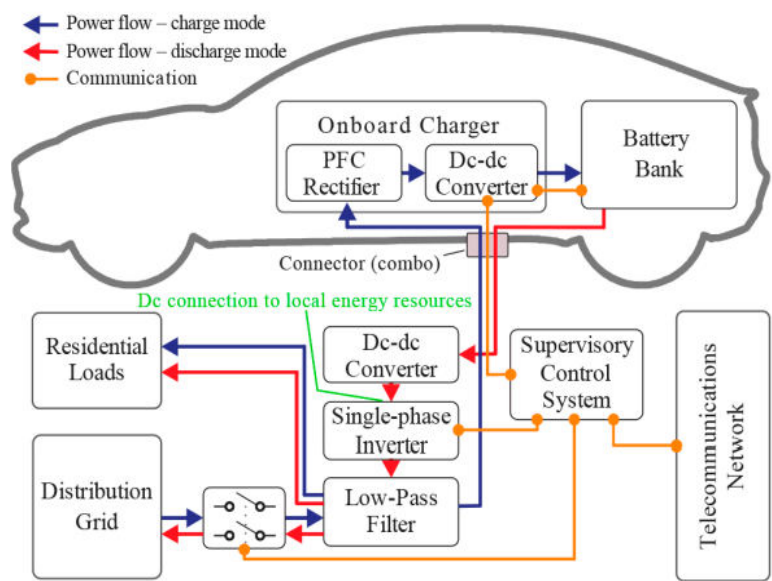 Power flow – charge mode
Power flow – discharge mode
Communication
Onboard Charger
PFC
Rectifier
Dc-dc
Converter
Battery
Bank
Connector (combo)
Dc connection to local energy resources
Residential
Loads
Dc-dc
Converter
Supervisory
Control
System
Single-phase
Inverter
Distribution
Grid
Low-Pass
Filter
Telecommunications
Network